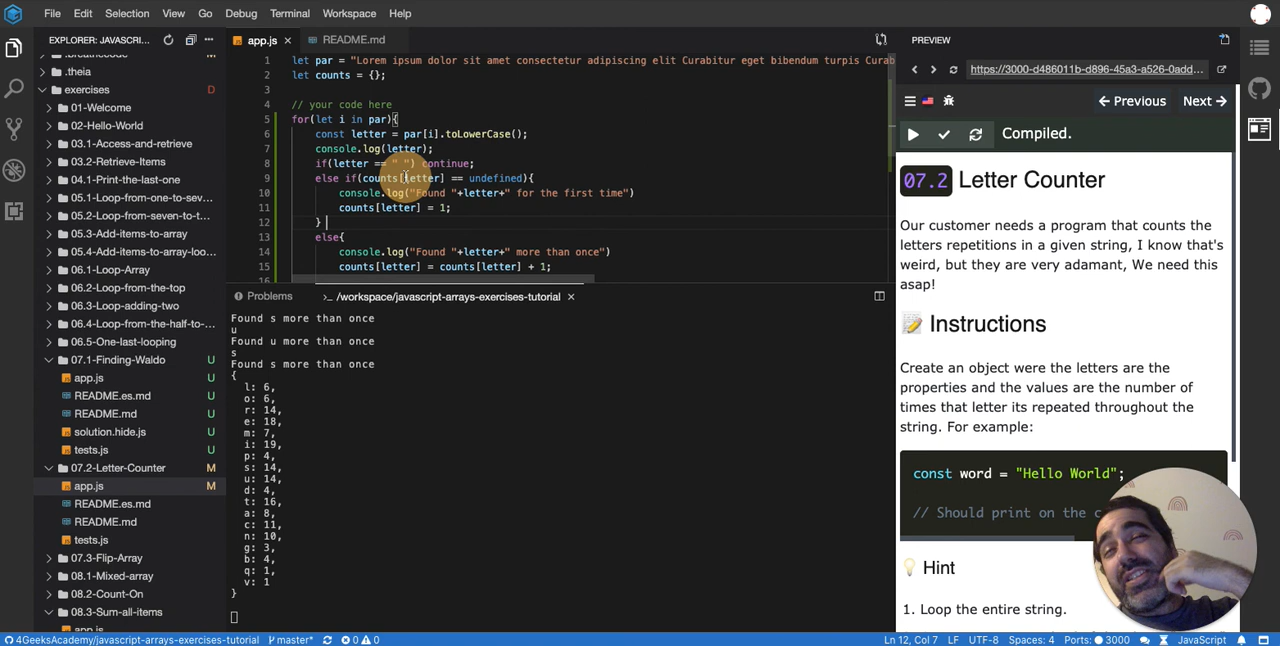 File Edit Selection View Go Debug Terminal Workspace Help
EXPLORER: JAVASCRI...
.theia
exercises D
01-Welcome
02-Hello-World
03.1-Access-and-retrieve
03.2-Retrieve-Items
04.1-Print-the-last-one
05.1-Loop-from-one-to-sev...
05.2-Loop-from-seven-to-t...
05.3-Add-items-to-array
05.4-Add-items-to-array-loo...
06.1-Loop-Array
06.2-Loop-from-the-top
06.3-Loop-adding-two
06.4-Loop-from-the-half-to-...
06.5-One-last-looping
07.1-Finding-Waldo
app.js U
README.es.md U
README.md U
solution.hide.js U
tests.js U
07.2-Letter-Counter M
app.js M
README.es.md
README.md
tests.js
07.3-Flip-Array
08.1-Mixed-array
08.2-Count-On
08.3-Sum-all-items
app.js
app.js README.md
1 let par = "Lorem ipsum dolor sit amet consectetur adipiscing elit Curabitur eget bibendum turpis Curab
2 let counts = {};
3
4 // your code here
5 for(let i in par){
6 const letter = par[i].toLowerCase();
7 console.log(letter);
8 if(letter == " ") continue;
9 else if(counts[letter] == undefined){
10 console.log("Found "+letter+" for the first time")
11 counts[letter] = 1;
12 }
13 else{
14 console.log("Found "+letter+" more than once")
15 counts[letter] = counts[letter] + 1;
16
Problems >_ /workspace/javascript-arrays-exercises-tutorial
Found s more than once
u
Found u more than once
s
Found s more than once
{
l: 6,
o: 6,
r: 14,
e: 18,
m: 7,
i: 19,
p: 4,
s: 14,
u: 14,
d: 4,
t: 16,
a: 8,
c: 11,
n: 10,
g: 3,
b: 4,
q: 1,
v: 1
}
PREVIEW
https://3000-d486011b-d896-45a3-a526-0add...
Previous Next
Compiled.
07.2 Letter Counter
Our customer needs a program that counts the
letters repetitions in a given string, I know that's
weird, but they are very adamant, We need this
asap!
Instructions
Create an object were the letters are the
properties and the values are the number of
times that letter its repeated throughout the
string. For example:
const word = "Hello World";
// Should print on the c
Hint
1. Loop the entire string.
4GeeksAcademy/javascript-arrays-exercises-tutorial master* 0 0 Ln 12, Col 7 LF UTF-8 Spaces: 4 Ports: 3000 JavaScript